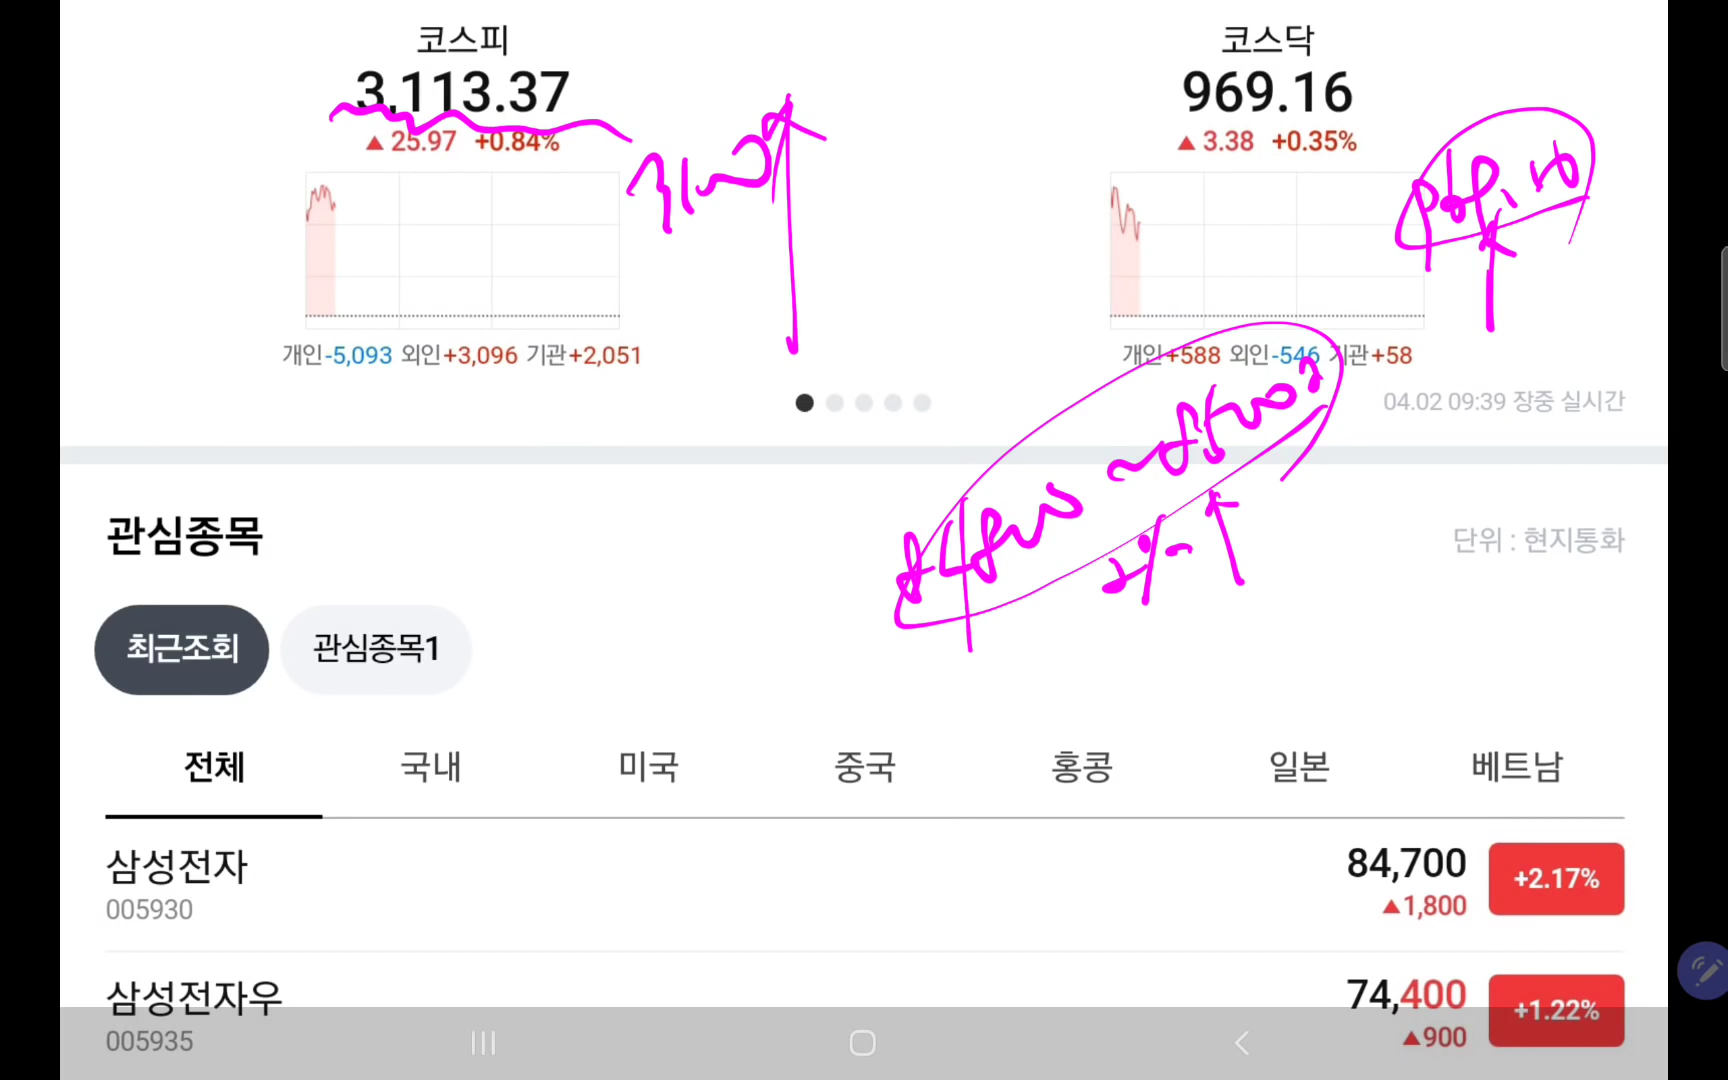 코스피
3,113.37
▲ 25.97 +0.84%
개인-5,093 외인+3,096 기관+2,051
코스닥
969.16
▲ 3.38 +0.35%
개인+588 외인-546 기관+58
04.02 09:39 장중 실시간
관심종목
단위 : 현지통화
최근조회 관심종목1
전체 국내 미국 중국 홍콩 일본 베트남
삼성전자 84,700 +2.17%
005930 ▲1,800
삼성전자우 74,400 +1.22%
005935 ▲900